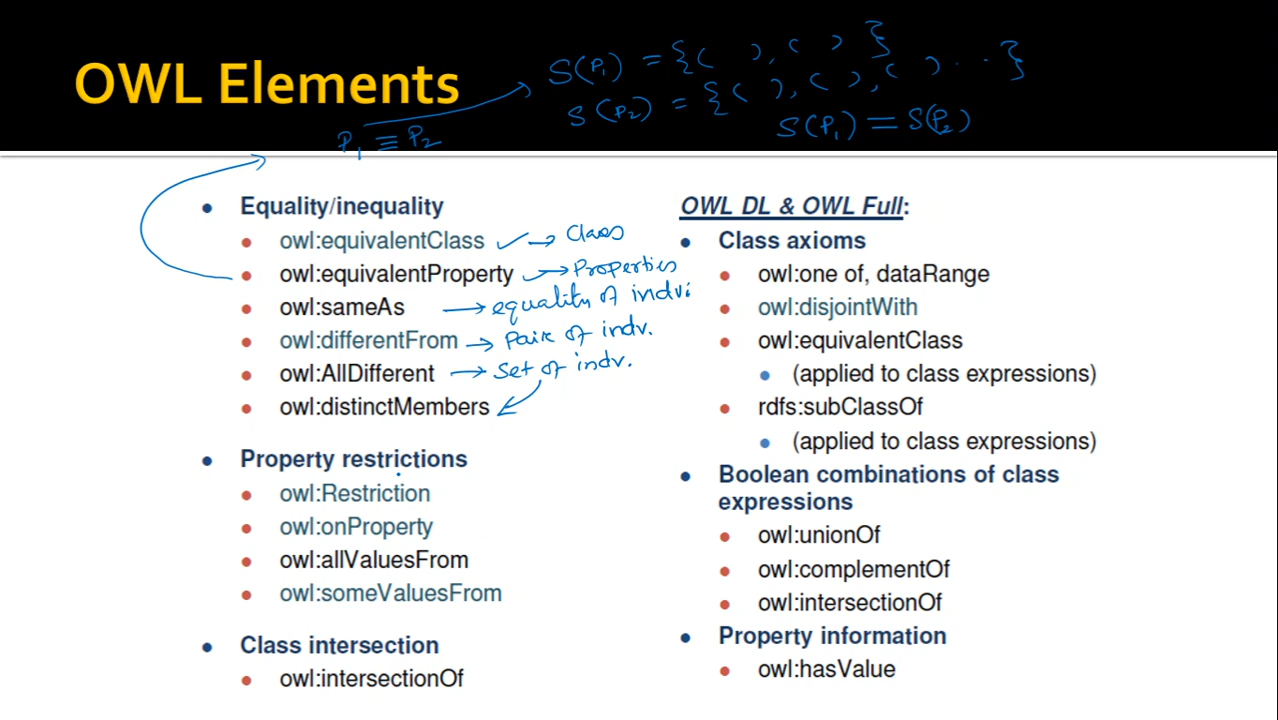 OWL Elements
S(P₁) = {( ), ( ) }
S(P₂) = {( ), ( ), ( ) . . . }
S(P₁) = S(P₂)
P₁ ≡ P₂
• Equality/inequality
• owl:equivalentClass ✓ → Class
• owl:equivalentProperty → Properties
• owl:sameAs → equality of indvi
• owl:differentFrom → Pair of indv.
• owl:AllDifferent → Set of indv.
• owl:distinctMembers
• Property restrictions
• owl:Restriction
• owl:onProperty
• owl:allValuesFrom
• owl:someValuesFrom
• Class intersection
• owl:intersectionOf
OWL DL & OWL Full:
• Class axioms
• owl:one of, dataRange
• owl:disjointWith
• owl:equivalentClass
• (applied to class expressions)
• rdfs:subClassOf
• (applied to class expressions)
• Boolean combinations of class
expressions
• owl:unionOf
• owl:complementOf
• owl:intersectionOf
• Property information
• owl:hasValue